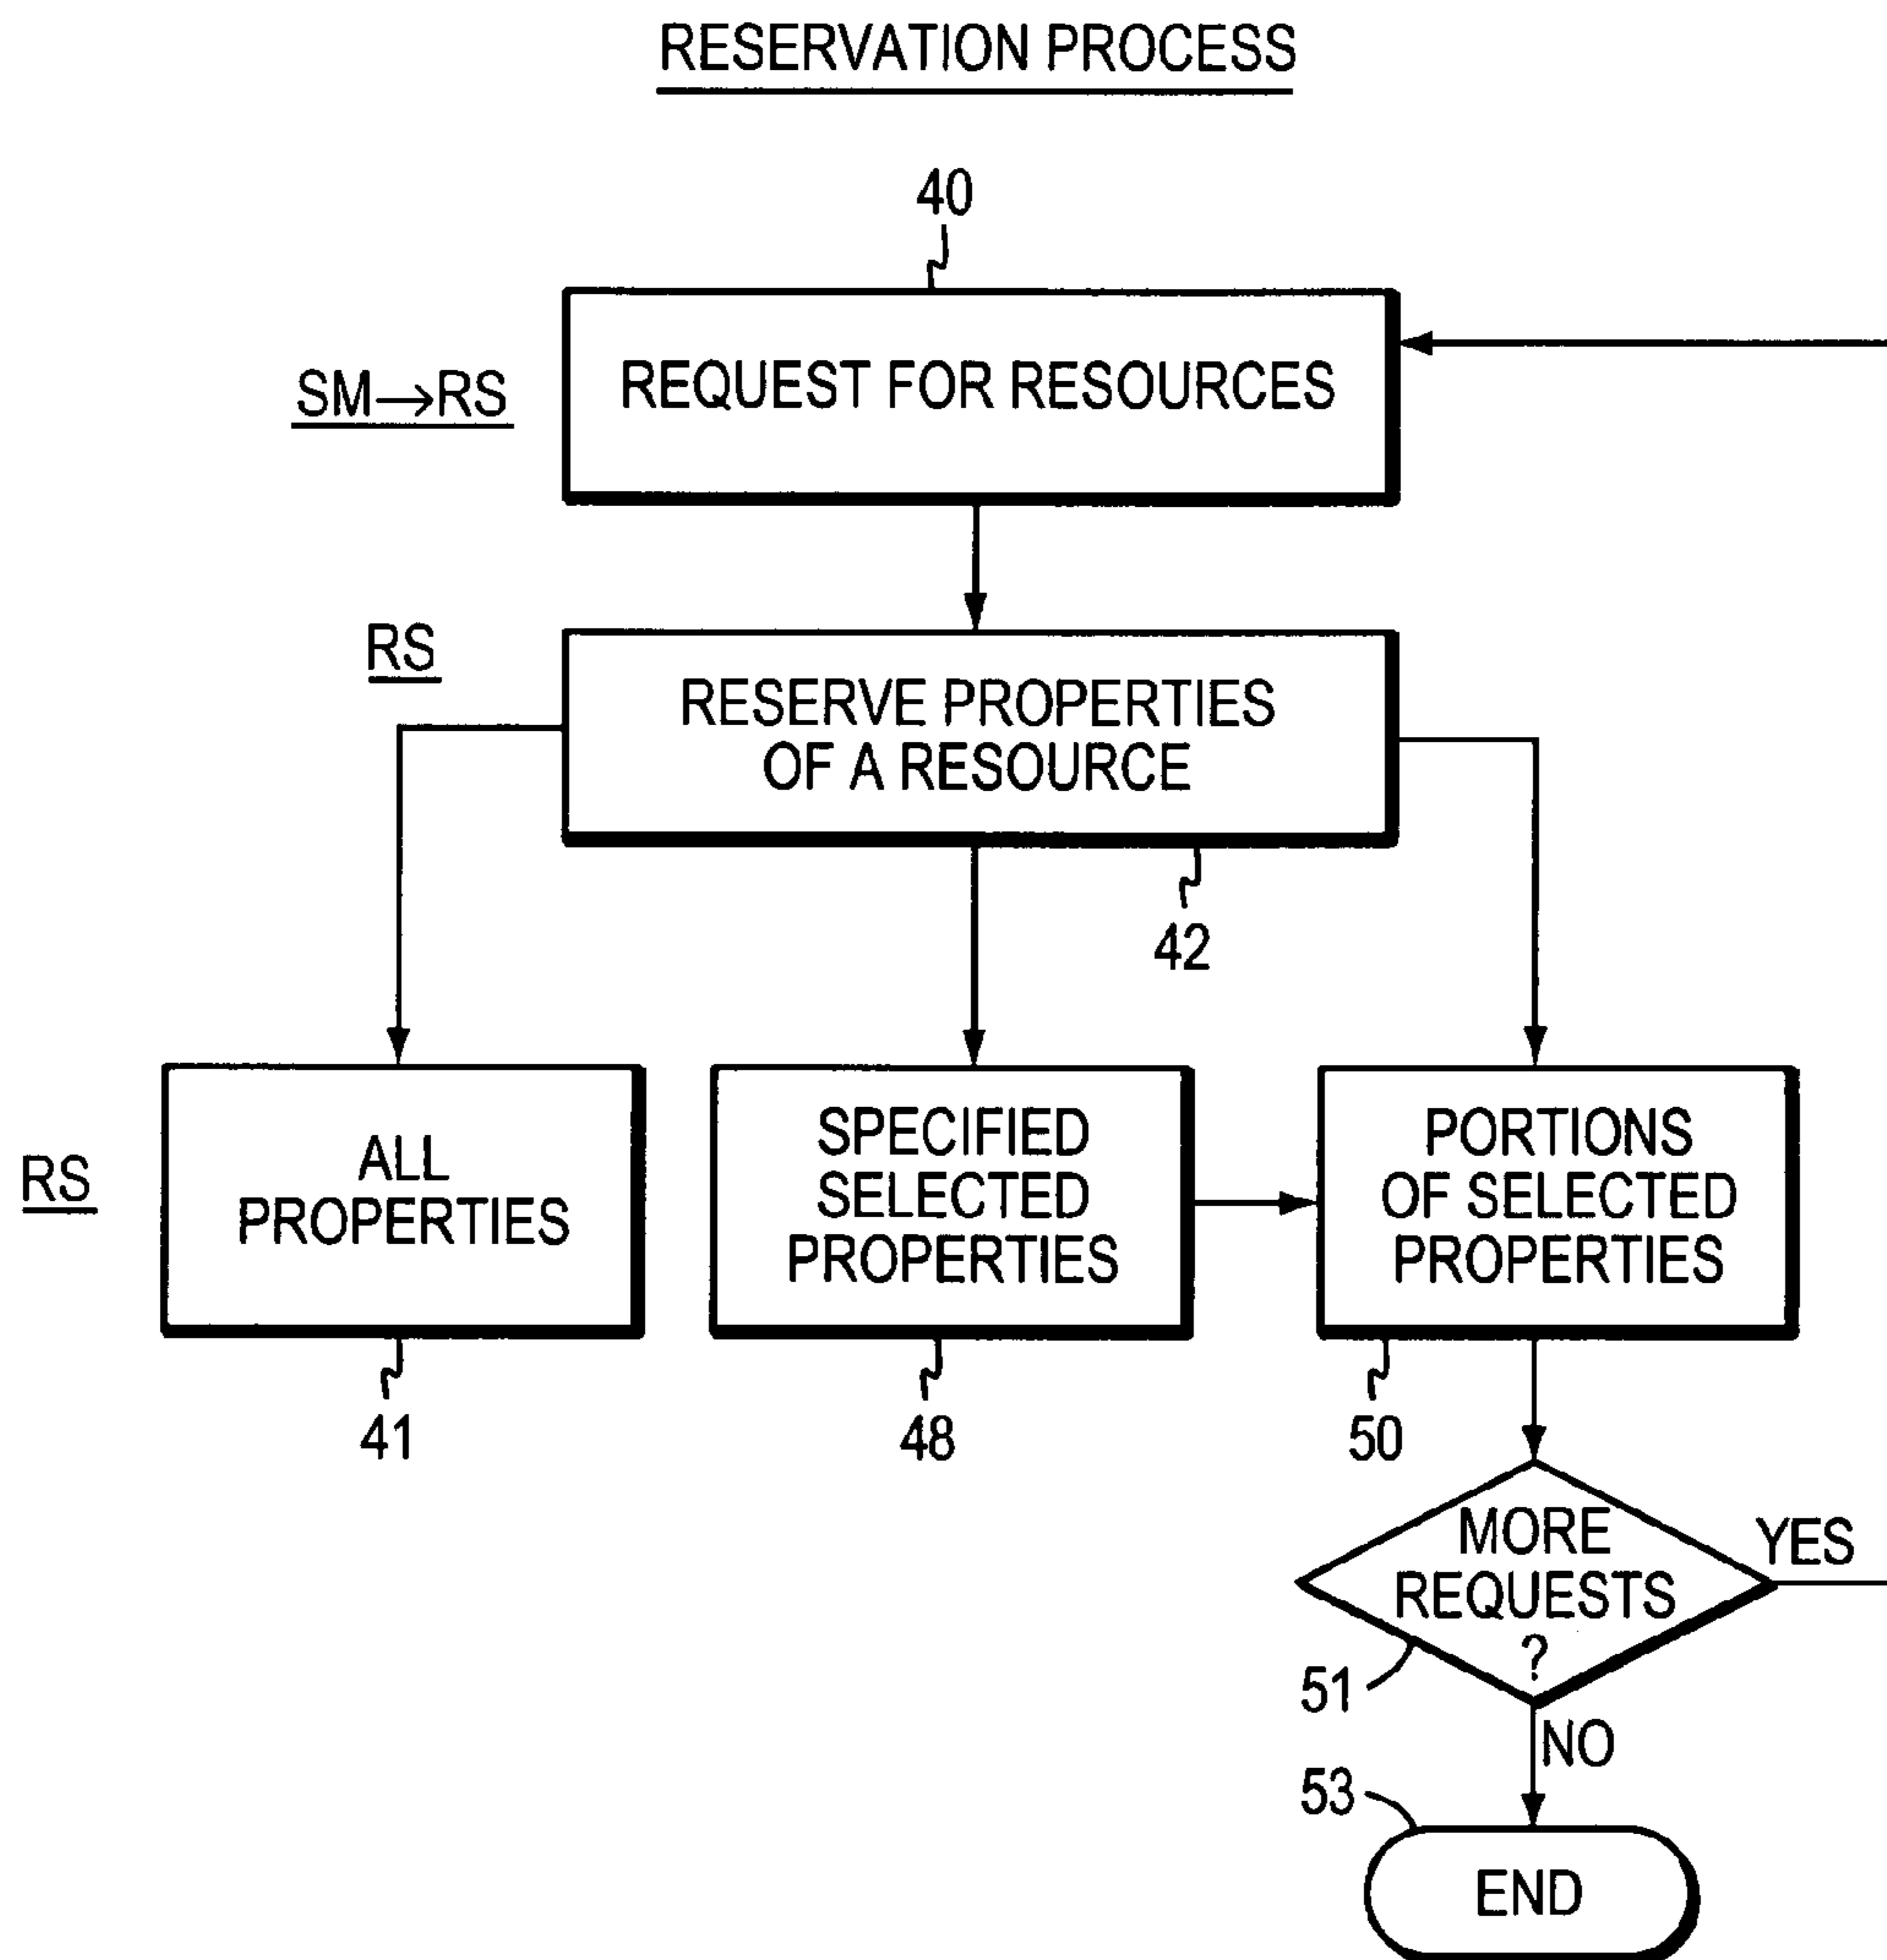 RESERVATION PROCESS
40
SM→RS
REQUEST FOR RESOURCES
RS
RESERVE PROPERTIES
OF A RESOURCE
42
RS
ALL
PROPERTIES
SPECIFIED
SELECTED
PROPERTIES
PORTIONS
OF SELECTED
PROPERTIES
41
48
50
MORE
REQUESTS
?
YES
51
NO
53
END